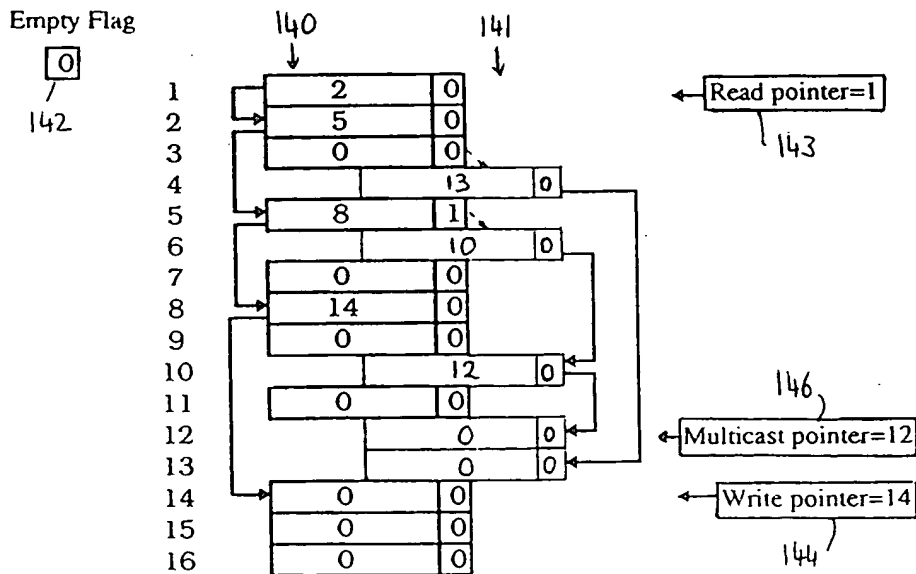 Empty Flag
0
142
140
141
1 2 0
2 5 0
3 0 0
4 13 0
5 8 1
6 10 0
7 0 0
8 14 0
9 0 0
10 12 0
11 0 0
12 0 0
13 0 0
14 0 0
15 0 0
16 0 0
Read pointer=1
143
146
Multicast pointer=12
Write pointer=14
144